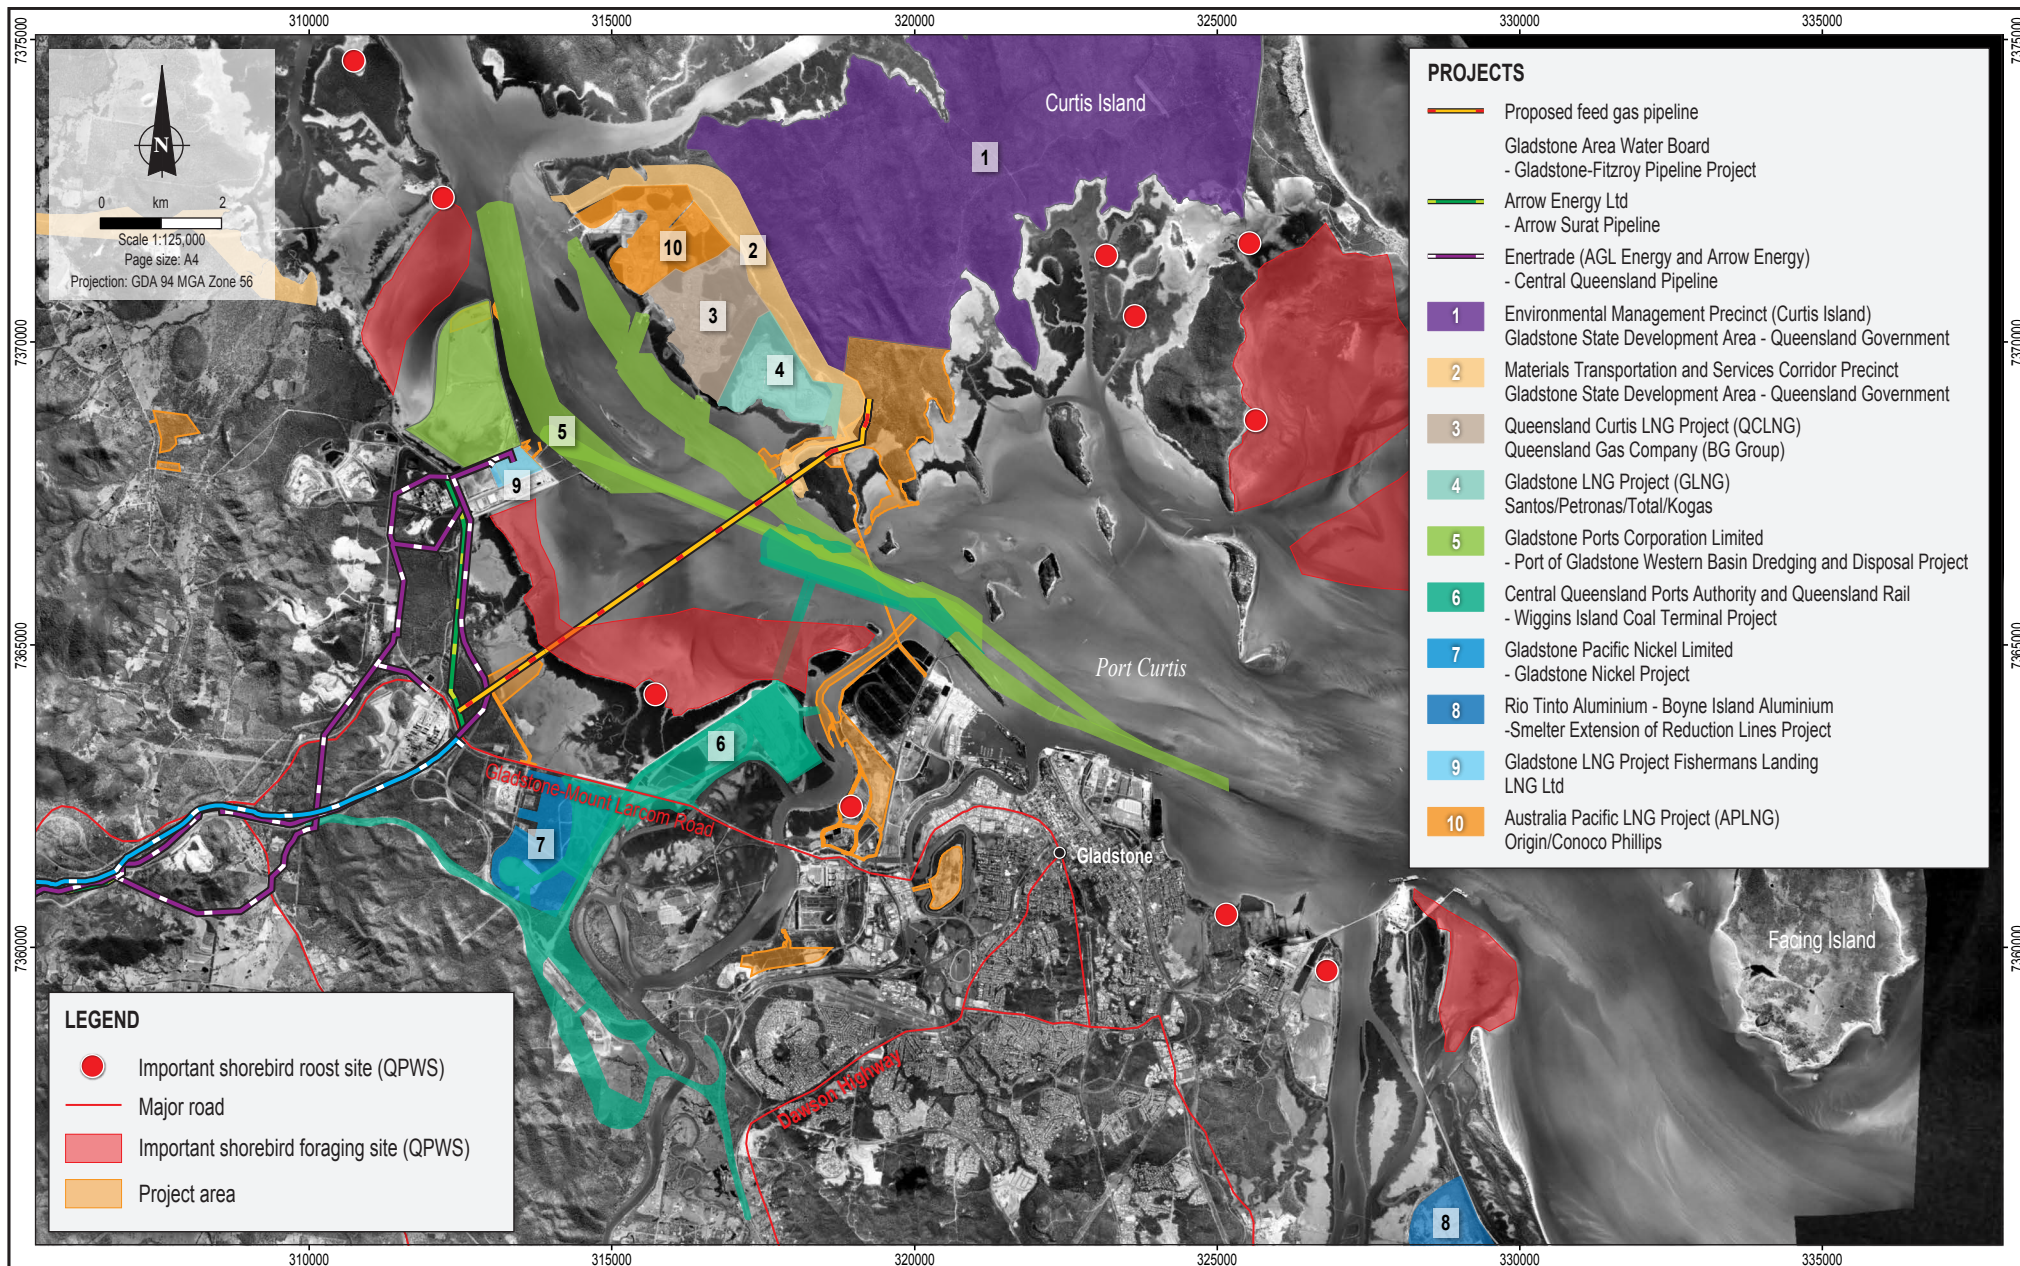 310000
315000
320000
325000
330000
335000
7375000
7375000
N
0 km 2
Scale 1:125,000
Page size: A4
Projection: GDA 94 MGA Zone 56
Curtis Island
1
2
10
3
4
5
9
6
7
8
7370000
7370000
7365000
7365000
7360000
7360000
Port Curtis
Gladstone-Mount Larcom Road
Gladstone
Dawson Highway
Facing Island
PROJECTS
Proposed feed gas pipeline
Gladstone Area Water Board
- Gladstone-Fitzroy Pipeline Project
Arrow Energy Ltd
- Arrow Surat Pipeline
Enertrade (AGL Energy and Arrow Energy)
- Central Queensland Pipeline
1 Environmental Management Precinct (Curtis Island)
Gladstone State Development Area - Queensland Government
2 Materials Transportation and Services Corridor Precinct
Gladstone State Development Area - Queensland Government
3 Queensland Curtis LNG Project (QCLNG)
Queensland Gas Company (BG Group)
4 Gladstone LNG Project (GLNG)
Santos/Petronas/Total/Kogas
5 Gladstone Ports Corporation Limited
- Port of Gladstone Western Basin Dredging and Disposal Project
6 Central Queensland Ports Authority and Queensland Rail
- Wiggins Island Coal Terminal Project
7 Gladstone Pacific Nickel Limited
- Gladstone Nickel Project
8 Rio Tinto Aluminium - Boyne Island Aluminium
-Smelter Extension of Reduction Lines Project
9 Gladstone LNG Project Fishermans Landing
LNG Ltd
10 Australia Pacific LNG Project (APLNG)
Origin/Conoco Phillips
LEGEND
Important shorebird roost site (QPWS)
Major road
Important shorebird foraging site (QPWS)
Project area
310000
315000
320000
325000
330000
335000